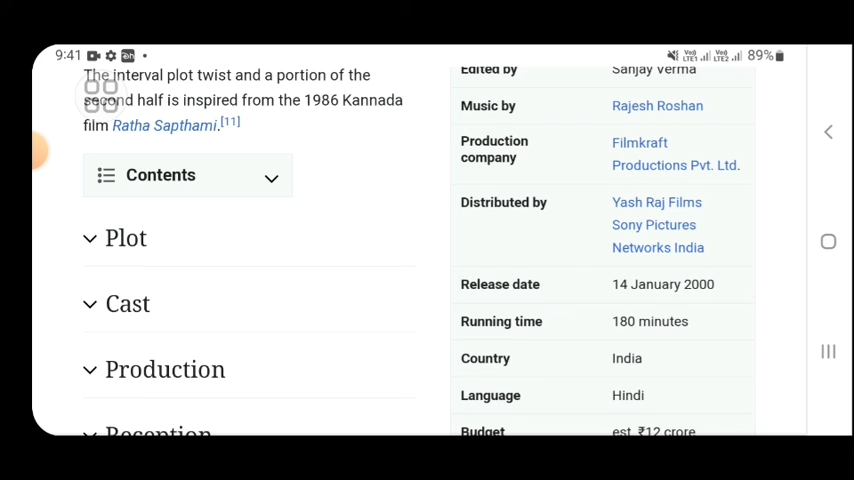 9:41
89%
The interval plot twist and a portion of the
second half is inspired from the 1986 Kannada
film Ratha Sapthami.[11]
Contents
Plot
Cast
Production
Reception
Edited by Sanjay Verma
Music by Rajesh Roshan
Production company Filmkraft
Productions Pvt. Ltd.
Distributed by Yash Raj Films
Sony Pictures
Networks India
Release date 14 January 2000
Running time 180 minutes
Country India
Language Hindi
Budget est. ₹12 crore